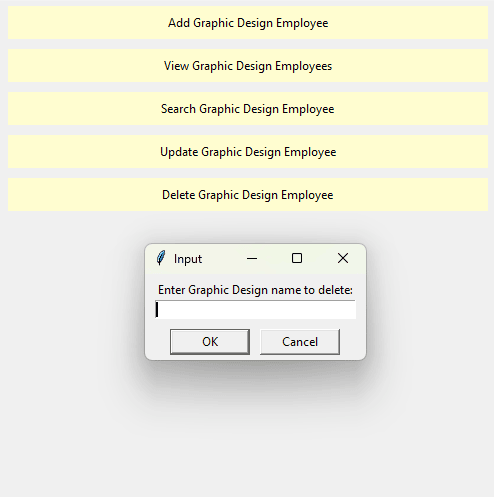 Add Graphic Design Employee
View Graphic Design Employees
Search Graphic Design Employee
Update Graphic Design Employee
Delete Graphic Design Employee
Input
Enter Graphic Design name to delete:
OK Cancel